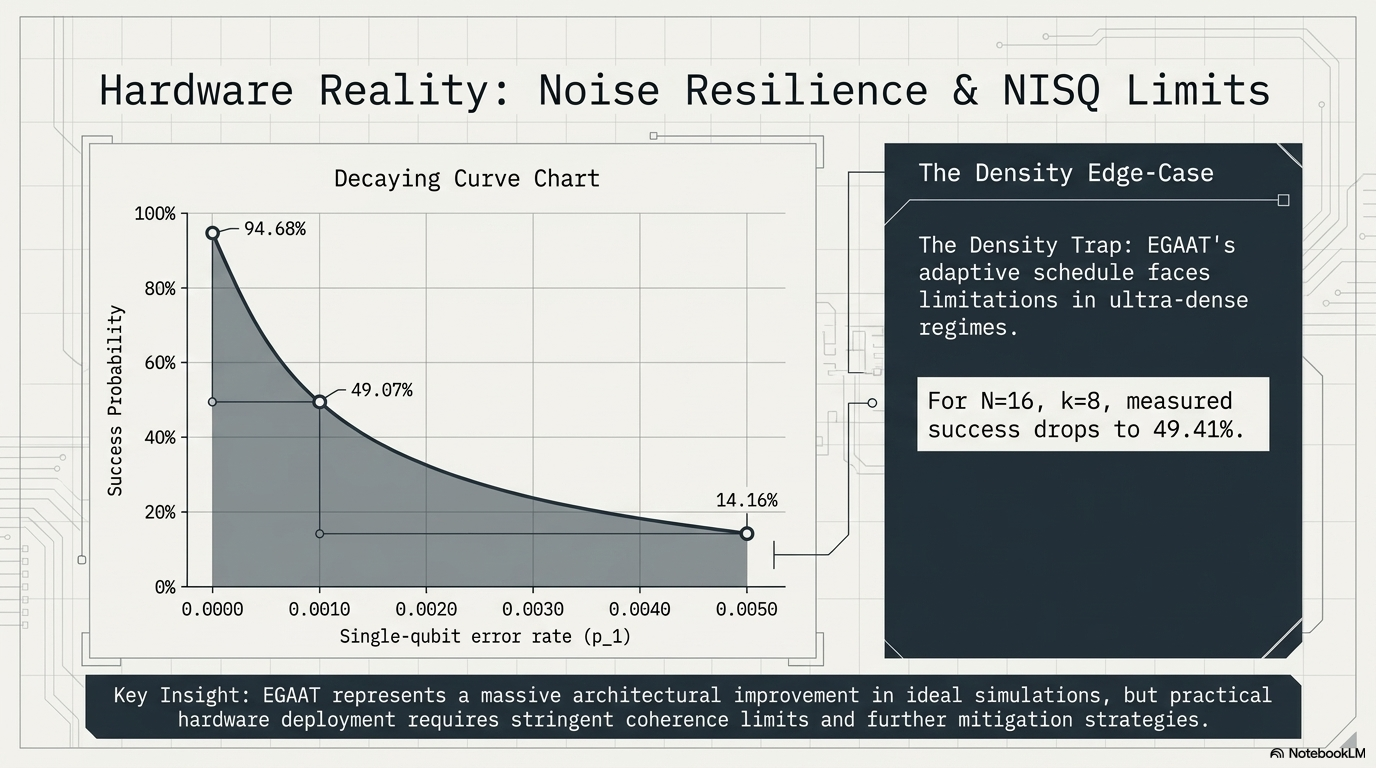 Hardware Reality: Noise Resilience & NISQ Limits
Decaying Curve Chart
Success Probability
100%
80%
60%
40%
20%
0%
94.68%
49.07%
14.16%
0.0000
0.0010
0.0020
0.0030
0.0040
0.0050
Single-qubit error rate (p_1)
The Density Edge-Case
The Density Trap: EGAAT's
adaptive schedule faces
limitations in ultra-dense
regimes.
For N=16, k=8, measured
success drops to 49.41%.
Key Insight: EGAAT represents a massive architectural improvement in ideal simulations, but practical
hardware deployment requires stringent coherence limits and further mitigation strategies.
NotebookLM